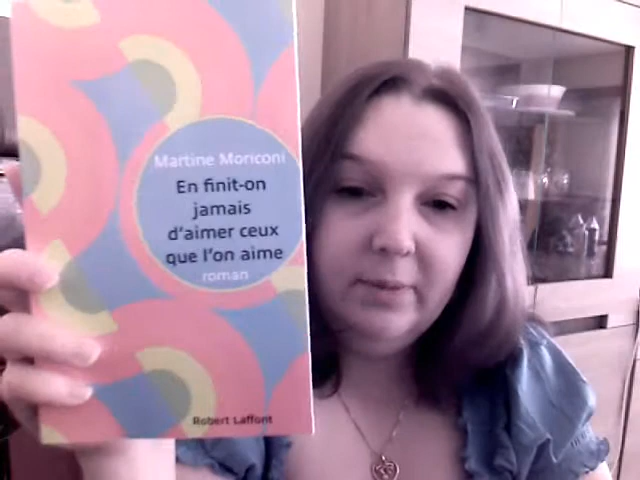 Martine Moriconi
En finit-on
jamais
d'aimer ceux
que l'on aime
roman
Robert Laffont